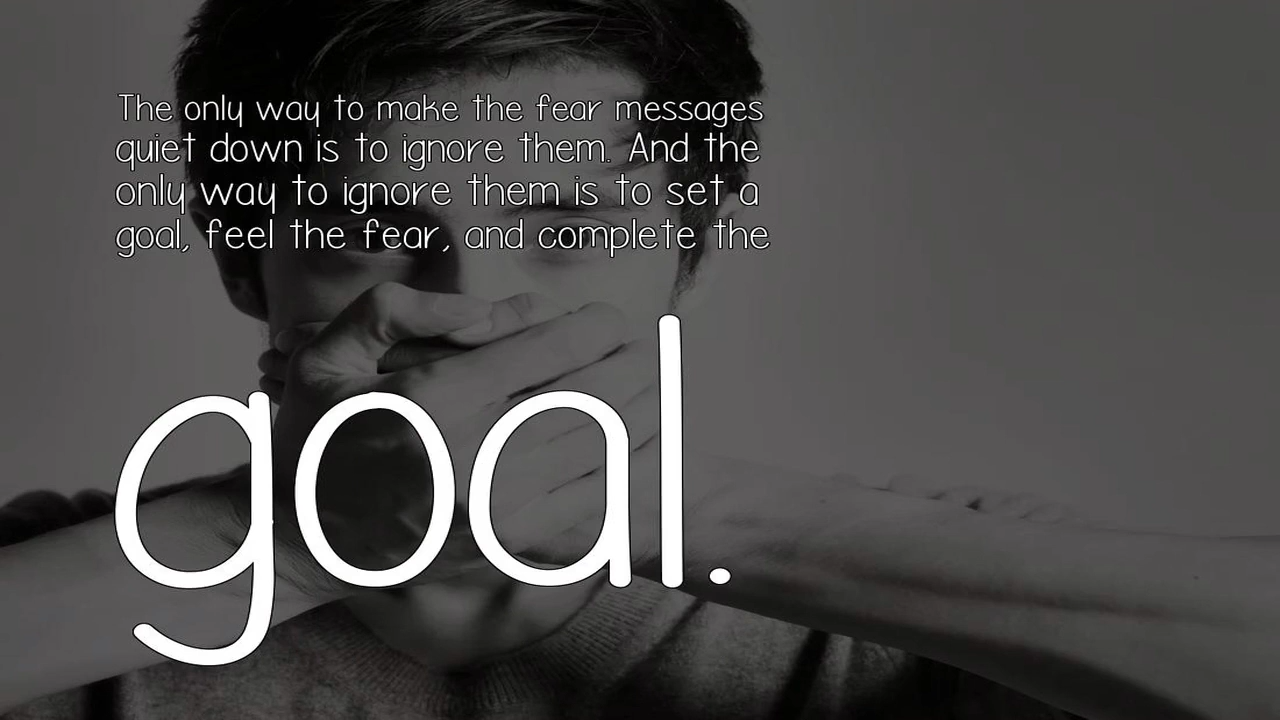 The only way to make the fear messages
quiet down is to ignore them. And the
only way to ignore them is to set a
goal, feel the fear, and complete the
goal.